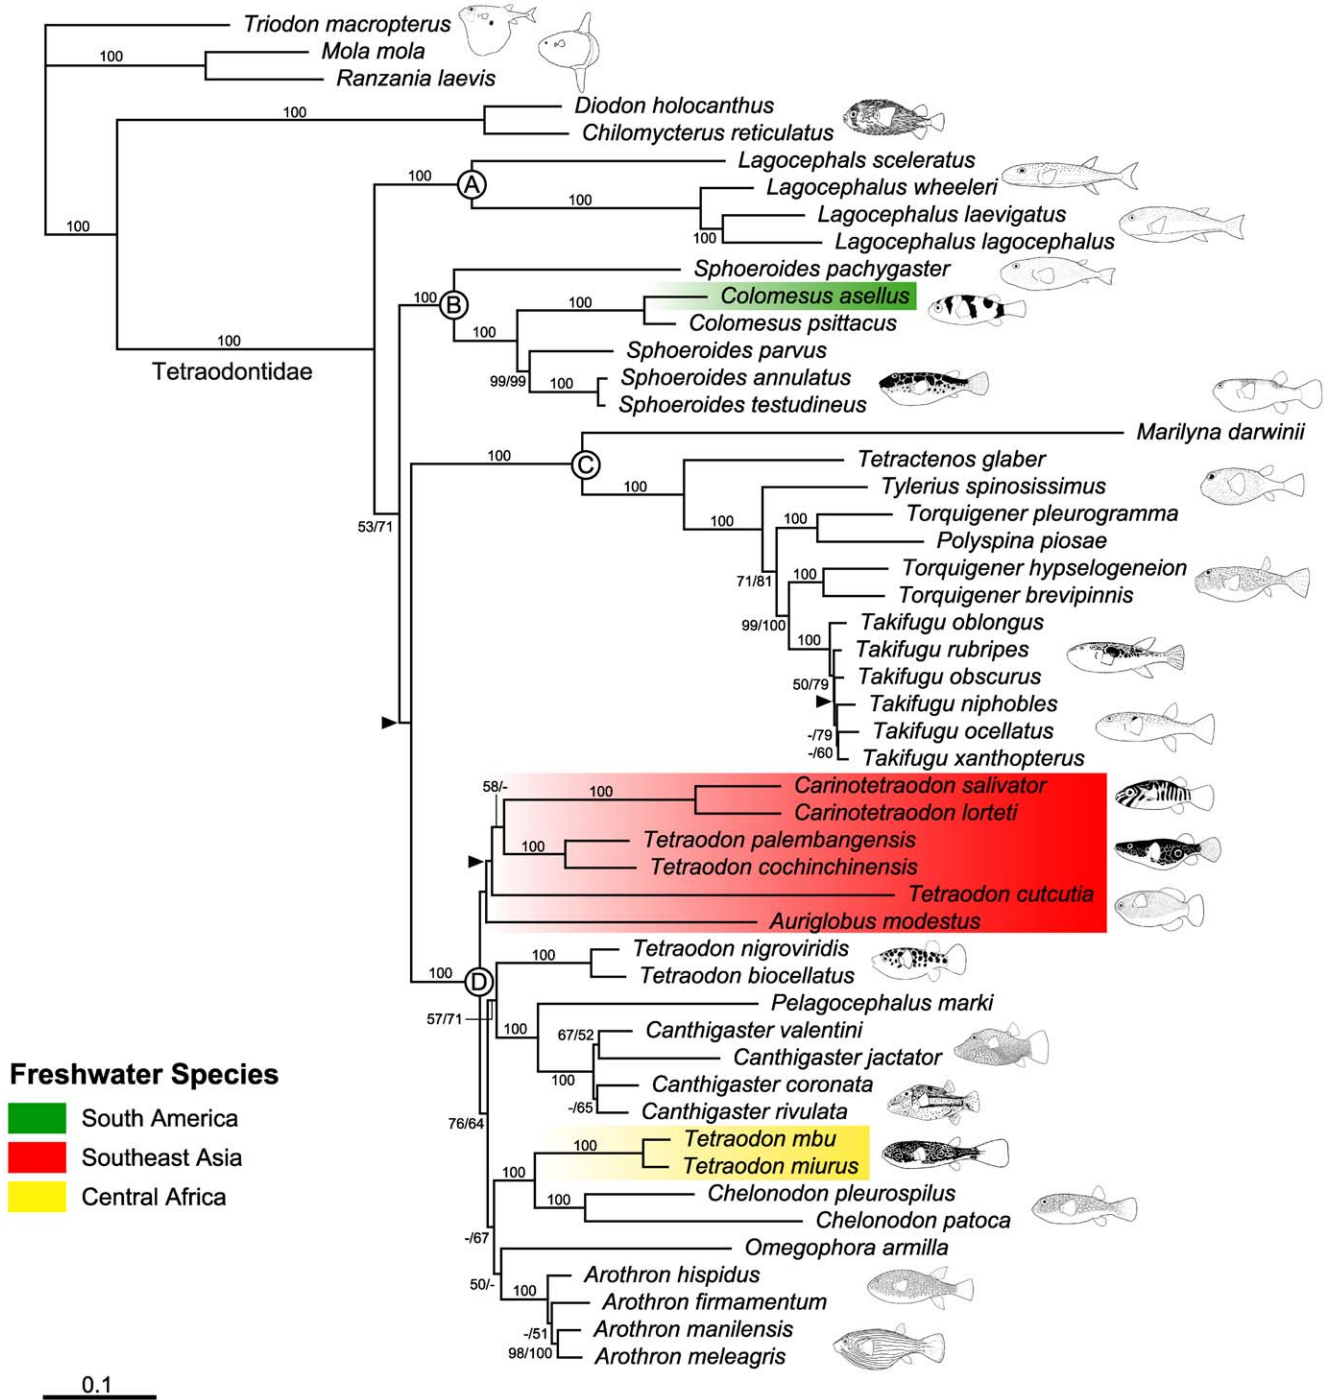 Triodon macropterus
100
Mola mola
Ranzania laevis
100
Diodon holocanthus
Chilomycterus reticulatus
100
Lagocephals sceleratus
100
A
Lagocephalus wheeleri
100
Lagocephalus laevigatus
100
Lagocephalus lagocephalus
Sphoeroides pachygaster
100
B
Colomesus asellus
100
Colomesus psittacus
100
100
Tetraodontidae
Sphoeroides parvus
99/99
100
Sphoeroides annulatus
Sphoeroides testudineus
Marilyna darwinii
100
C
Tetractenos glaber
100
Tylerius spinosissimus
53/71
100
100
Torquigener pleurogramma
Polyspina piosae
71/81
100
Torquigener hypselogeneion
Torquigener brevipinnis
99/100
Takifugu oblongus
100
Takifugu rubripes
50/79
Takifugu obscurus
Takifugu niphobles
-/79
Takifugu ocellatus
-/60
Takifugu xanthopterus
58/-
100
Carinotetraodon salivator
Carinotetraodon lorteti
100
Tetraodon palembangensis
Tetraodon cochinchinensis
Tetraodon cutcutia
Auriglobus modestus
100
Tetraodon nigroviridis
100
D
Tetraodon biocellatus
57/71
Pelagocephalus marki
100
67/52
Canthigaster valentini
Canthigaster jactator
100
Canthigaster coronata
-/65
Canthigaster rivulata
76/64
100
Tetraodon mbu
Tetraodon miurus
100
100
Chelonodon pleurospilus
Chelonodon patoca
-/67
Omegophora armilla
50/-
100
Arothron hispidus
Arothron firmamentum
-/51
Arothron manilensis
98/100
Arothron meleagris
Freshwater Species
South America
Southeast Asia
Central Africa
0.1